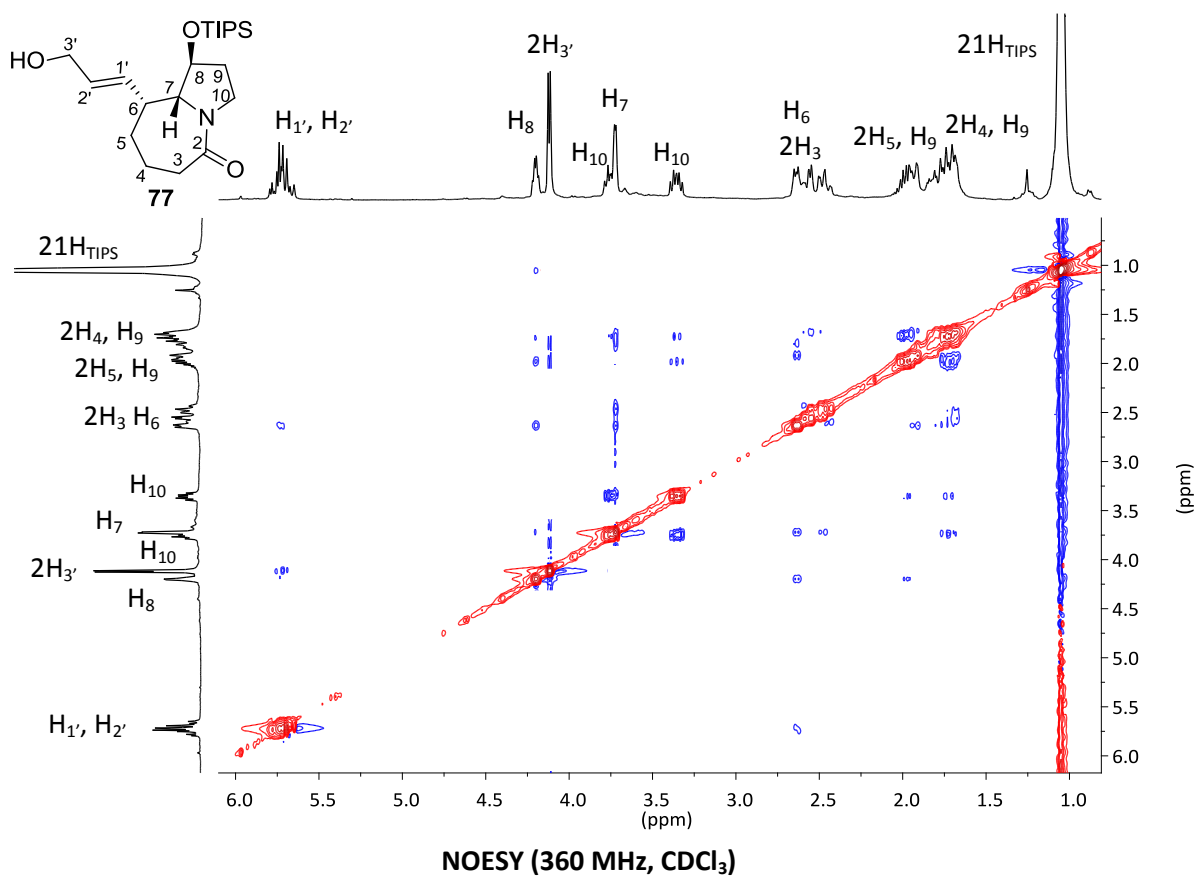 OTIPS
3'
HO
1'
2'
8
9
7
10
6
H
N
5
2
3
O
4
77
H1', H2'
H8
2H3'
H10
H7
H10
H6
2H3
2H5, H9
2H4, H9
21HTIPS
21HTIPS
2H4, H9
2H5, H9
2H3 H6
H10
H7
H10
2H3'
H8
H1', H2'
1.0
1.5
2.0
2.5
3.0
3.5
4.0
4.5
5.0
5.5
6.0
(ppm)
6.0 5.5 5.0 4.5 4.0 3.5 3.0 2.5 2.0 1.5 1.0
(ppm)
NOESY (360 MHz, CDCl3)